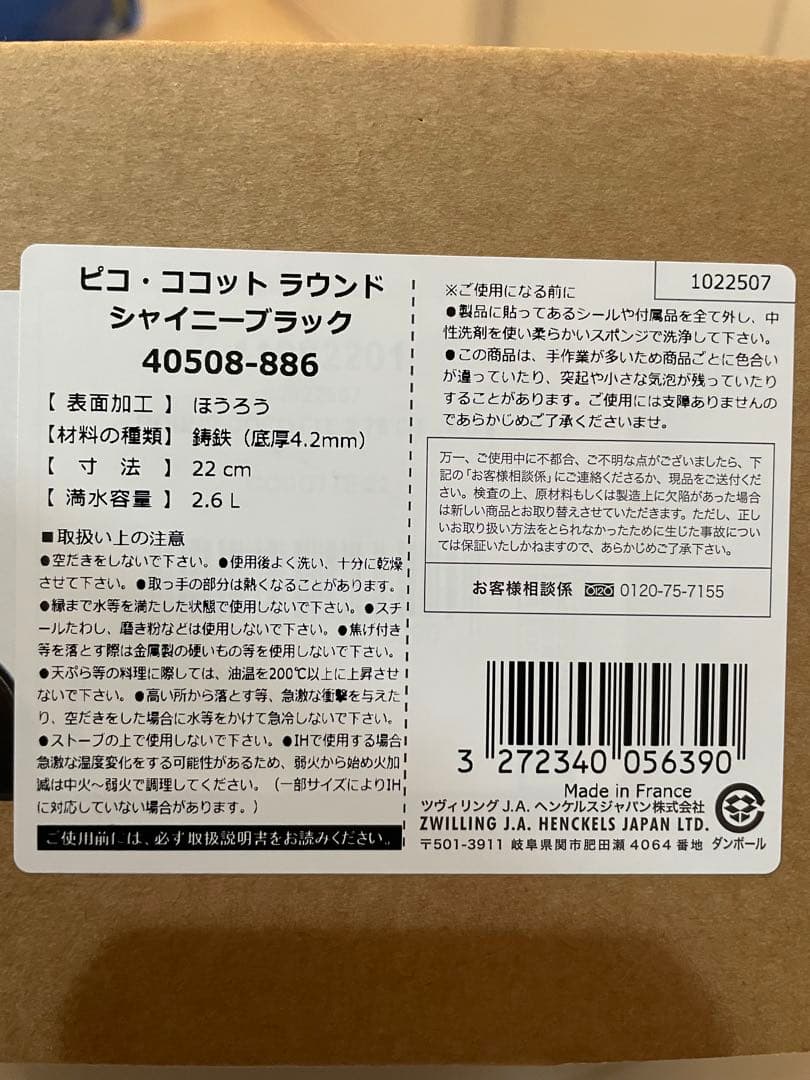 ピコ・ココット ラウンド
シャイニーブラック
40508-886
【 表面加工 】 ほうろう
【材料の種類】 鋳鉄（底厚4.2mm）
【 寸 法 】 22 cm
【 満水容量 】 2.6 L
■取扱い上の注意
●空だきをしないで下さい。●使用後よく洗い、十分に乾燥
させて下さい。●取っ手の部分は熱くなることがあります。
●縁まで水等を満たした状態で使用しないで下さい。●スチ
ールたわし、磨き粉などは使用しないで下さい。●焦げ付き
等を落とす際は金属製の硬いもの等を使用しないで下さい。
●天ぷら等の料理に際しては、油温を200℃以上に上昇させ
ないで下さい。●高い所から落とす等、急激な衝撃を与えた
り、空だきをした場合に水等をかけて急冷しないで下さい。
●ストーブの上で使用しないで下さい。●IHで使用する場合
急激な温度変化をする可能性があるため、弱火から始め火加
減は中火～弱火で調理してください。（一部サイズによりIH
に対応していない場合があります。）
ご使用前には、必ず取扱説明書をお読みください。
1022507
※ご使用になる前に
●製品に貼ってあるシールや付属品を全て外し、中
性洗剤を使い柔らかいスポンジで洗浄して下さい。
●この商品は、手作業が多いため商品ごとに色合い
が違っていたり、突起や小さな気泡が残っていたり
することがあります。ご使用には支障ありませんの
であらかじめご了承くださいませ。
万一、ご使用中に不都合、ご不明な点がございましたら、下
記の「お客様相談係」にご連絡くださるか、現品をご送付くだ
さい。検査の上、原材料もしくは製造上に欠陥があった場合
は新しい商品とお取り替えさせていただきます。ただし、正し
いお取り扱い方法をとられなかったために生じた事故につい
ては保証いたしかねますので、あらかじめご了承下さい。
お客様相談係 0120-75-7155
3 272340 056390
Made in France
ツヴィリング J.A. ヘンケルスジャパン株式会社
ZWILLING J.A. HENCKELS JAPAN LTD.
〒501-3911 岐阜県関市肥田瀬 4064 番地
ダンボール